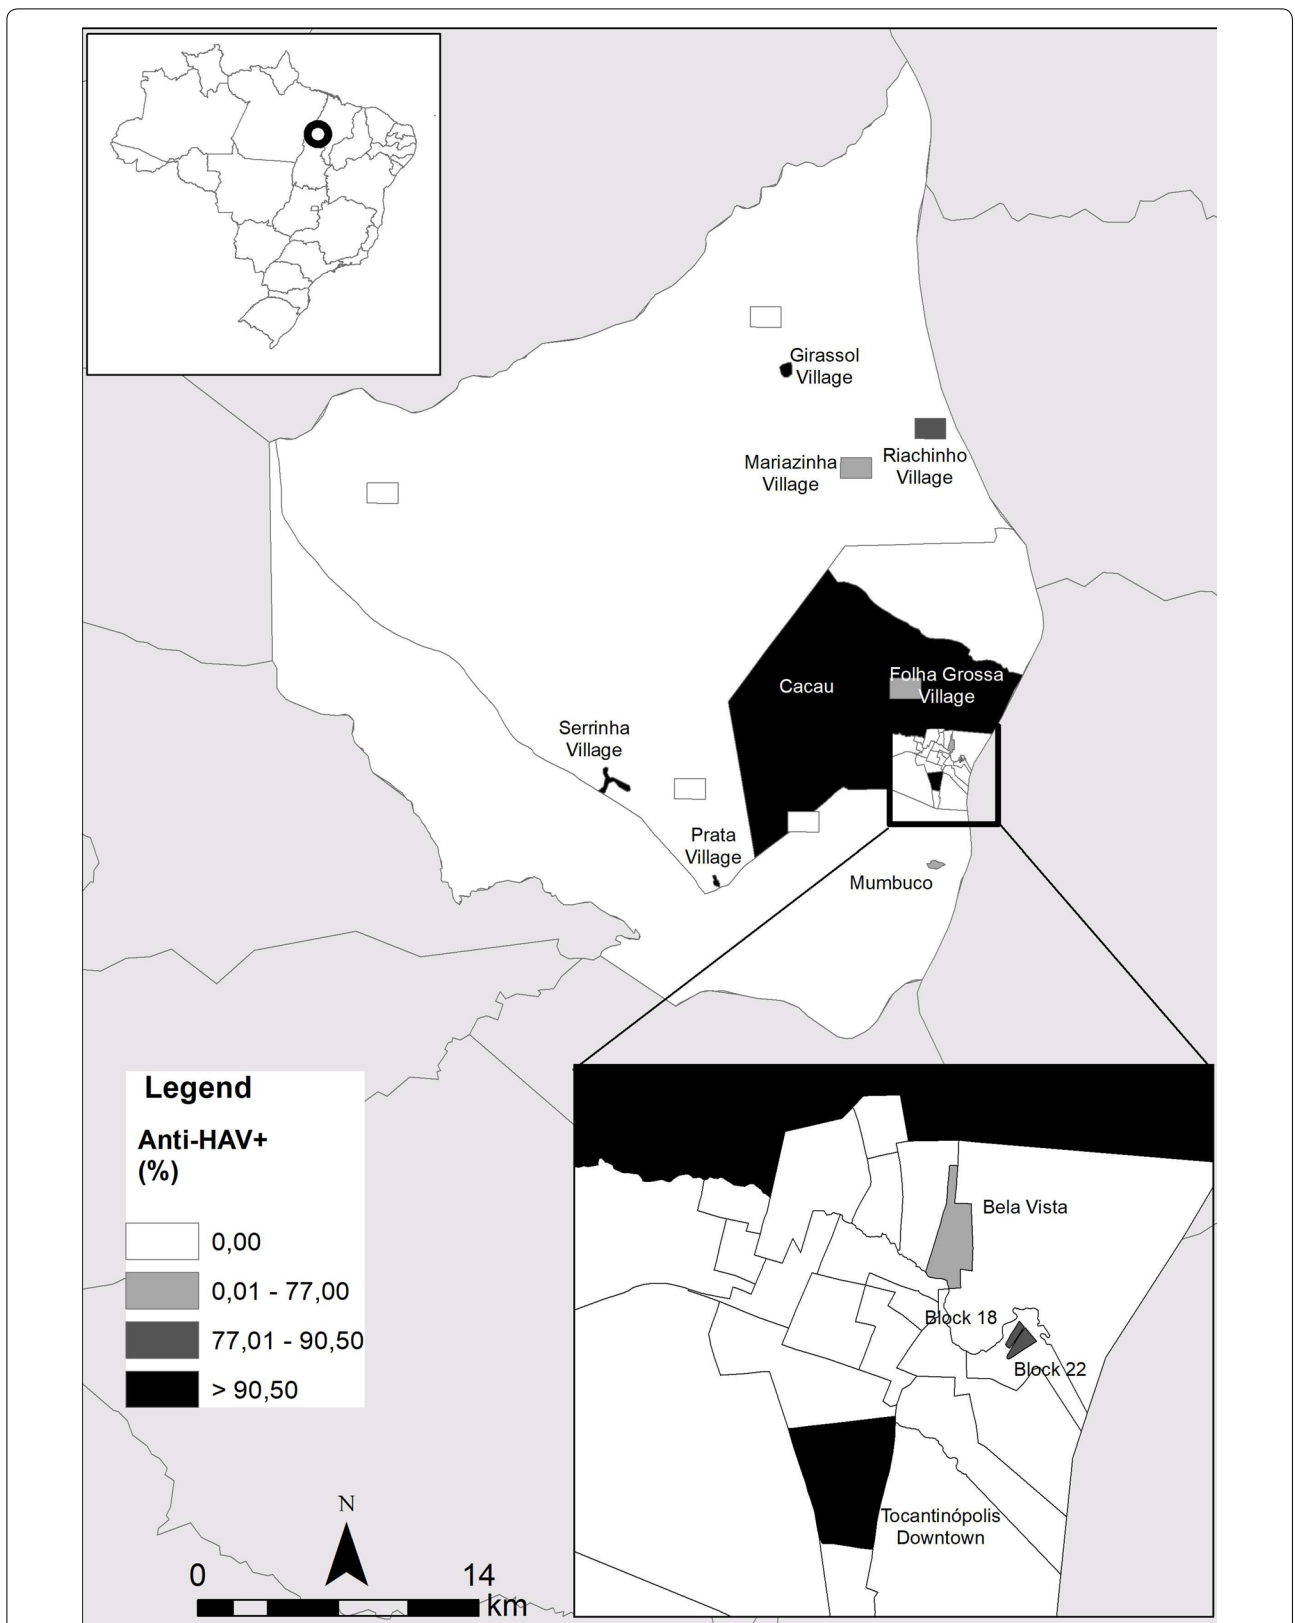 Girassol
Village
Riachinho
Village
Mariazinha
Village
Folha Grossa
Village
Cacau
Serrinha
Village
Prata
Village
Mumbuco
Legend
Anti-HAV+
(%)
0,00
0,01 - 77,00
77,01 - 90,50
> 90,50
N
0
14
km
Bela Vista
Block 18
Block 22
Tocantinópolis
Downtown